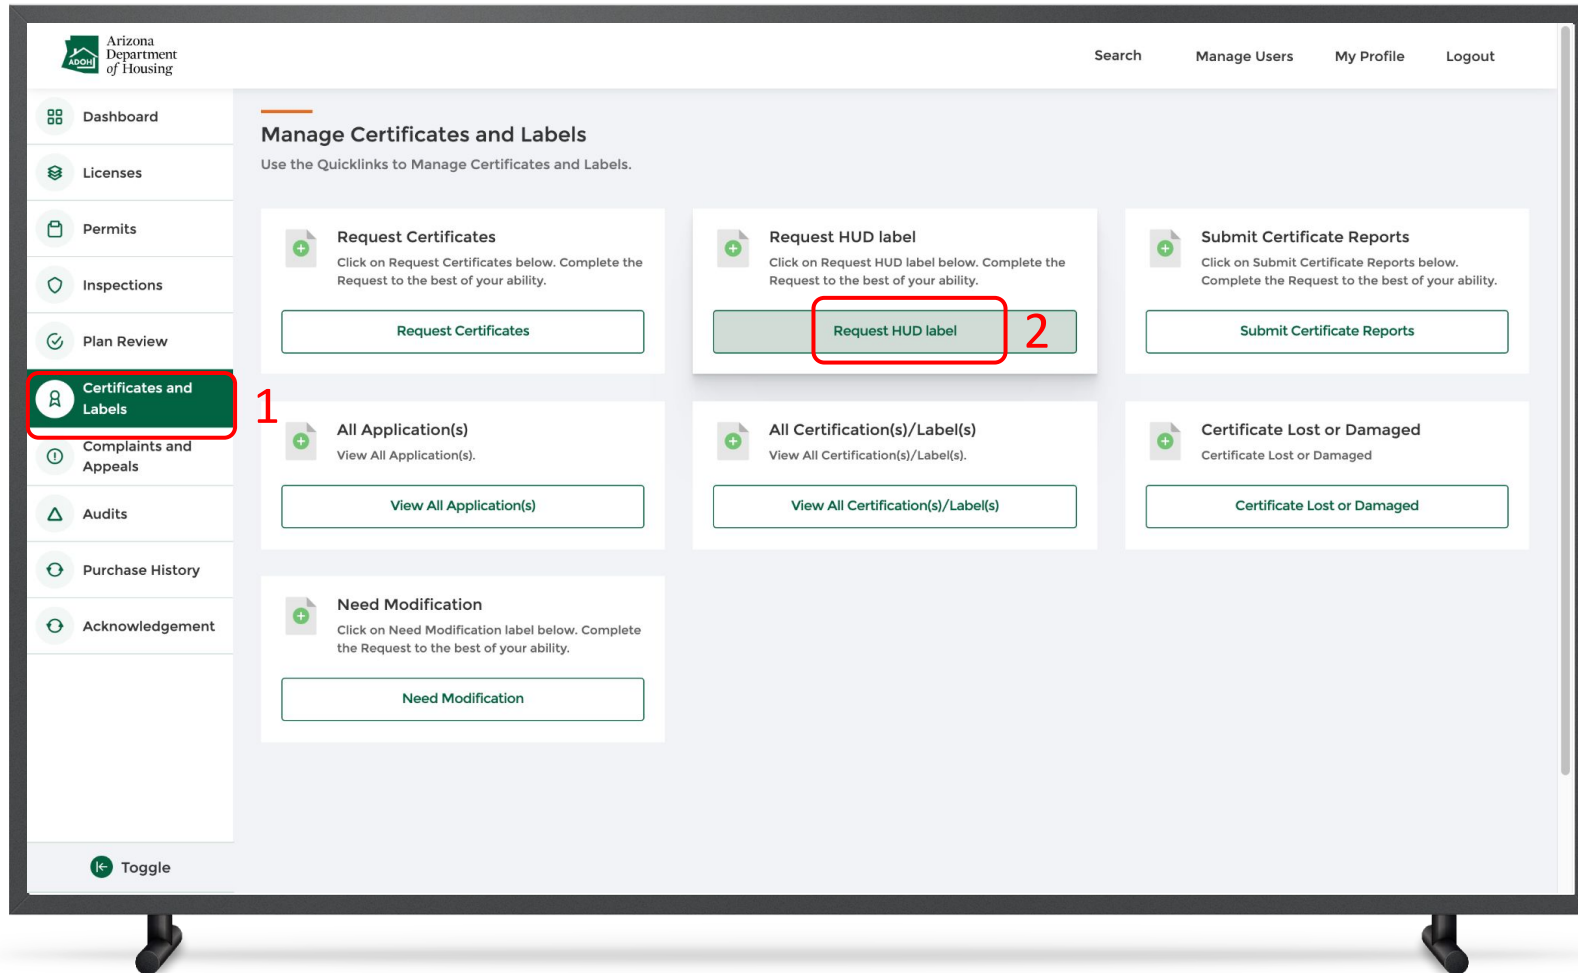 Arizona
Department
of Housing
ADOH
Search
Manage Users
My Profile
Logout
Dashboard
Licenses
Permits
Inspections
Plan Review
Certificates and
Labels
1
Complaints and
Appeals
Audits
Purchase History
Acknowledgement
Toggle
Manage Certificates and Labels
Use the Quicklinks to Manage Certificates and Labels.
Request Certificates
Click on Request Certificates below. Complete the
Request to the best of your ability.
Request Certificates
Request HUD label
Click on Request HUD label below. Complete the
Request to the best of your ability.
Request HUD label
2
Submit Certificate Reports
Click on Submit Certificate Reports below.
Complete the Request to the best of your ability.
Submit Certificate Reports
All Application(s)
View All Application(s).
View All Application(s)
All Certification(s)/Label(s)
View All Certification(s)/Label(s).
View All Certification(s)/Label(s)
Certificate Lost or Damaged
Certificate Lost or Damaged
Certificate Lost or Damaged
Need Modification
Click on Need Modification label below. Complete
the Request to the best of your ability.
Need Modification